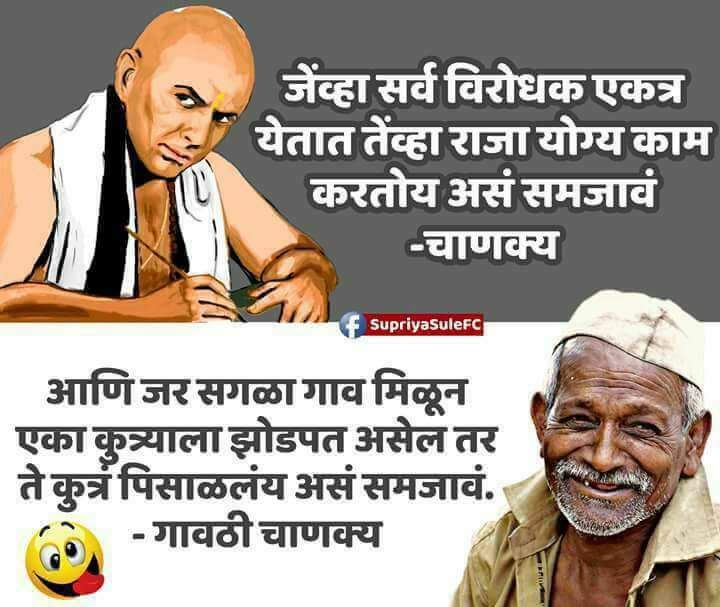 जेंव्हा सर्व विरोधक एकत्र
येतात तेंव्हा राजा योग्य काम
करतोय असं समजावं
-चाणक्य
f SupriyaSuleFC
आणि जर सगळा गाव मिळून
एका कुत्र्याला झोडपत असेल तर
ते कुत्रं पिसाळलंय असं समजावं.
- गावठी चाणक्य